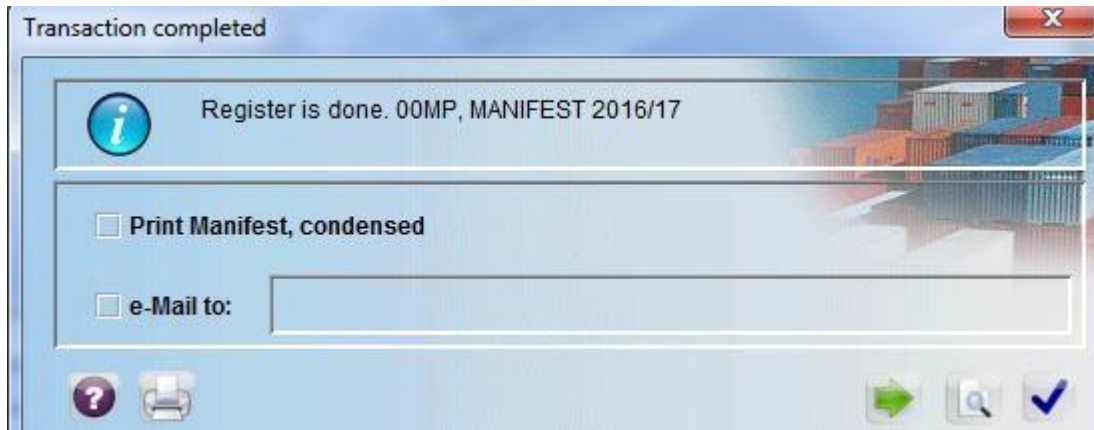 Transaction completed
Register is done. 00MP, MANIFEST 2016/17
Print Manifest, condensed
e-Mail to: